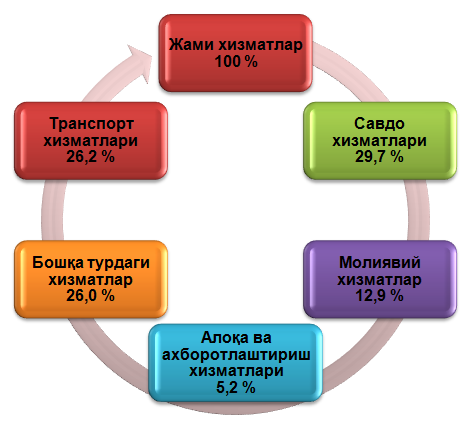 Жами хизматлар
100 %
Савдо
хизматлари
29,7 %
Молиявий
хизматлар
12,9 %
Алоқа ва
ахборотлаштириш
хизматлари
5,2 %
Бошқа турдаги
хизматлар
26,0 %
Транспорт
хизматлари
26,2 %